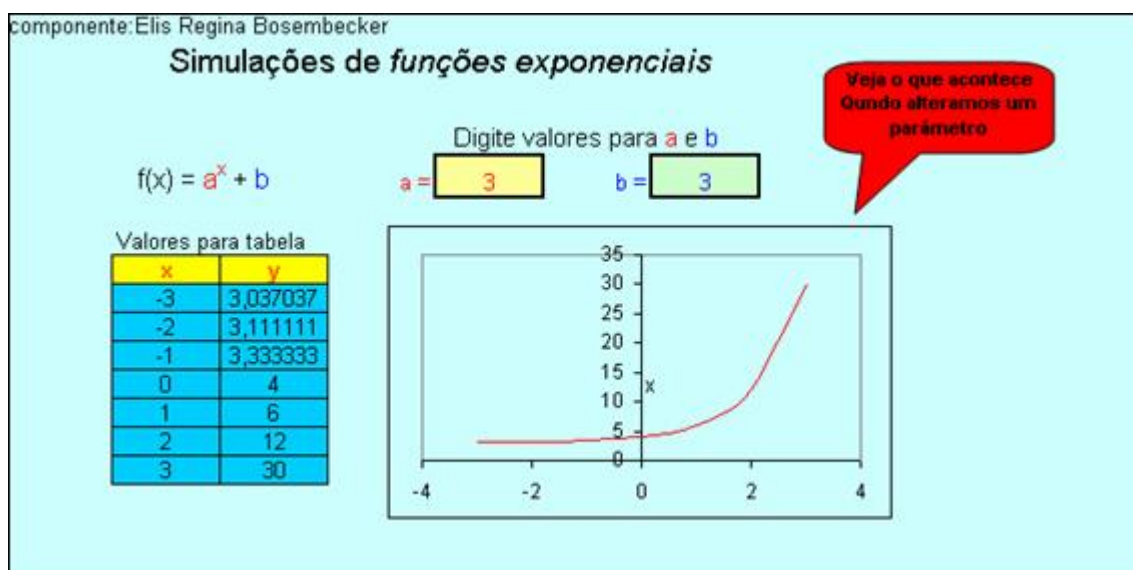 componente:Elis Regina Bosembecker
Simulações de funções exponenciais
Veja o que acontece
Qundo alteramos um
parâmetro
Digite valores para a e b
f(x) = a^x + b
a = 3
b = 3
Valores para tabela
x y
-3 3,037037
-2 3,111111
-1 3,333333
0 4
1 6
2 12
3 30
35
30
25
20
15
x
10
5
0
-4 -2 0 2 4